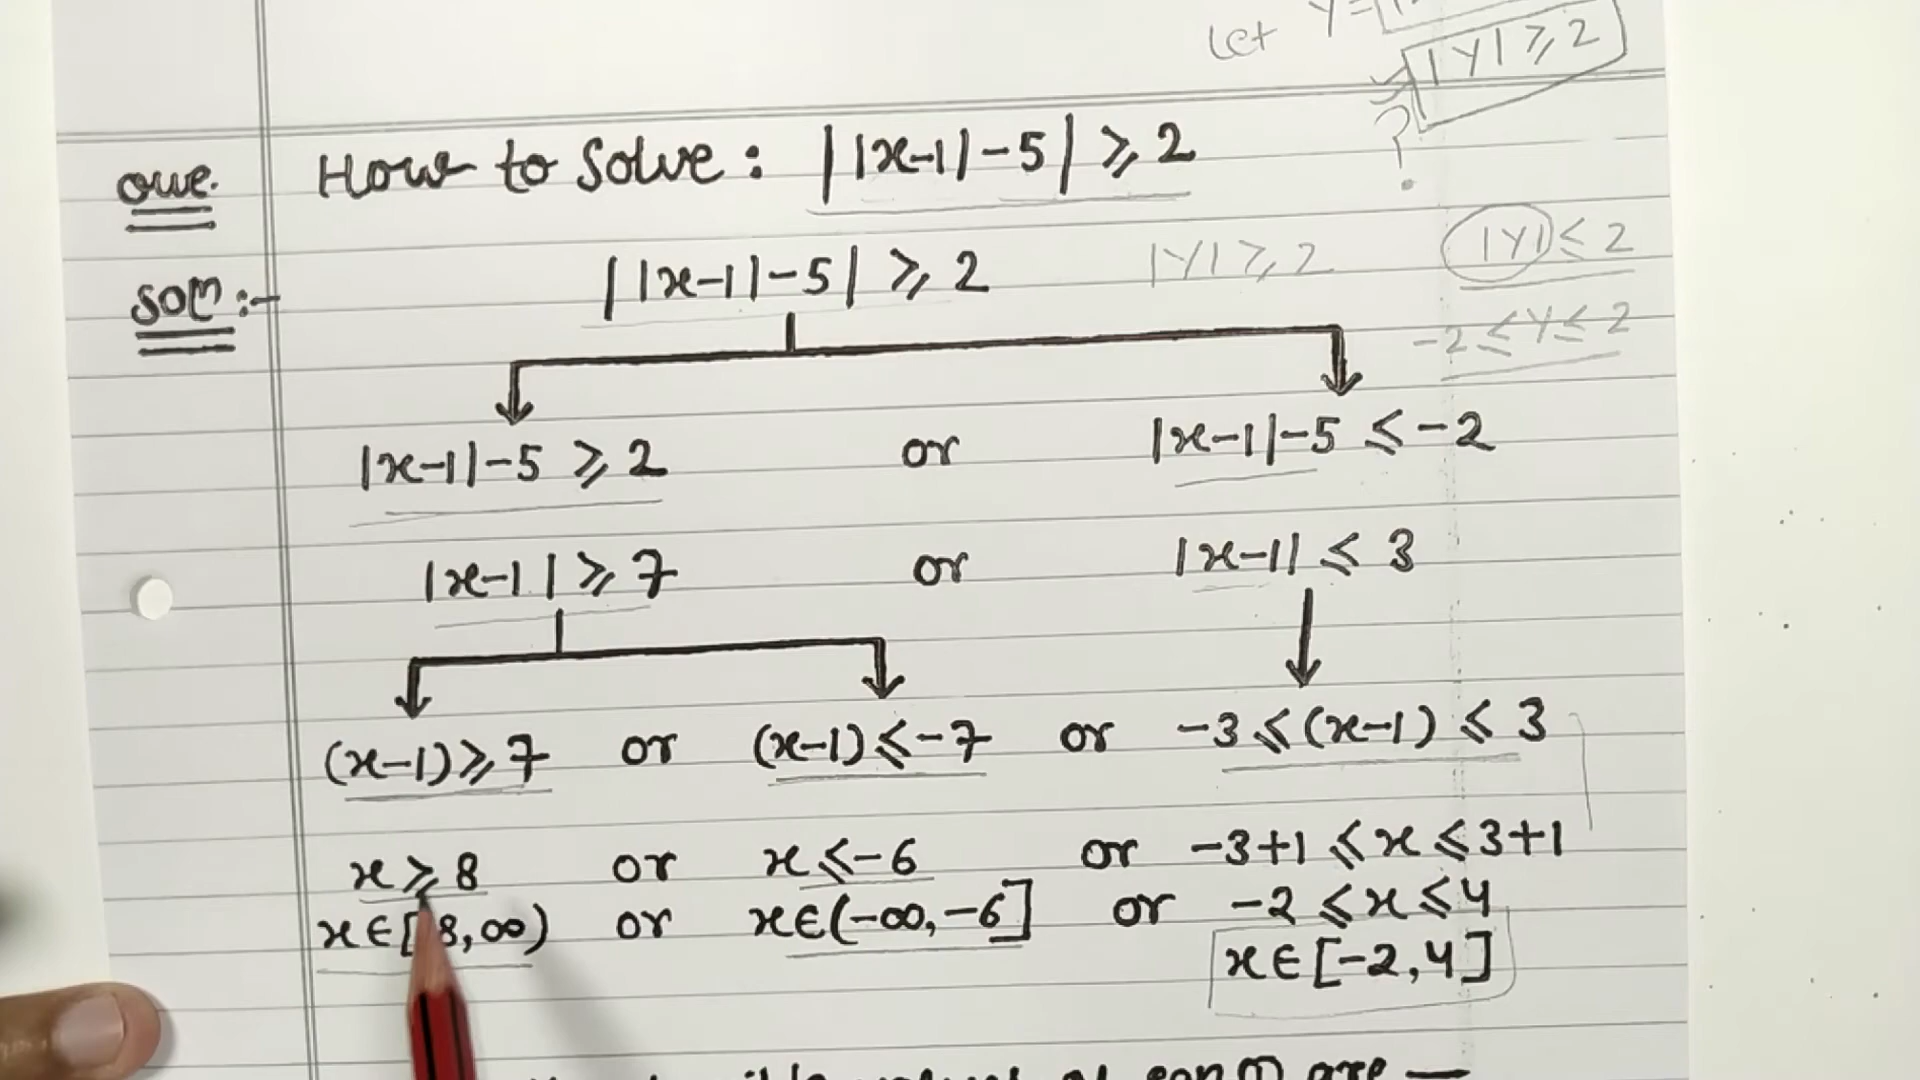 Let Y =
|Y| ⩾ 2
?
Que. How to Solve: ||x-1|-5| ⩾ 2
Sol: - ||x-1|-5| ⩾ 2
|Y| ⩾ 2
|Y| ≤ 2
-2 ≤ Y ≤ 2
|x-1|-5 ⩾ 2 or |x-1|-5 ⩽ -2
|x-1| ⩾ 7 or |x-1| ⩽ 3
(x-1) ⩾ 7 or (x-1) ⩽ -7 or -3 ⩽ (x-1) ⩽ 3
x ⩾ 8 or x ⩽ -6 or -3+1 ⩽ x ⩽ 3+1
x ∈ [8, ∞) or x ∈ (-∞, -6] or -2 ⩽ x ⩽ 4
x ∈ [-2, 4]
are —